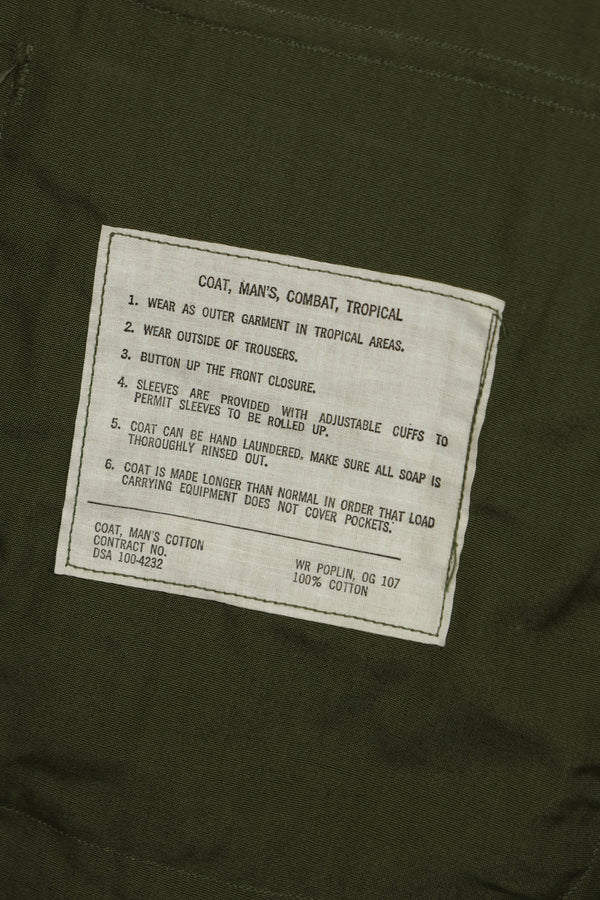 COAT, MAN'S, COMBAT, TROPICAL
1. WEAR AS OUTER GARMENT IN TROPICAL AREAS.
2. WEAR OUTSIDE OF TROUSERS.
3. BUTTON UP THE FRONT CLOSURE.
4. SLEEVES ARE PROVIDED WITH ADJUSTABLE CUFFS TO
PERMIT SLEEVES TO BE ROLLED UP.
5. COAT CAN BE HAND LAUNDERED. MAKE SURE ALL SOAP IS
THOROUGHLY RINSED OUT.
6. COAT IS MADE LONGER THAN NORMAL IN ORDER THAT LOAD
CARRYING EQUIPMENT DOES NOT COVER POCKETS.
COAT, MAN'S COTTON
CONTRACT NO.
DSA 100-4232
WR POPLIN, OG 107
100% COTTON